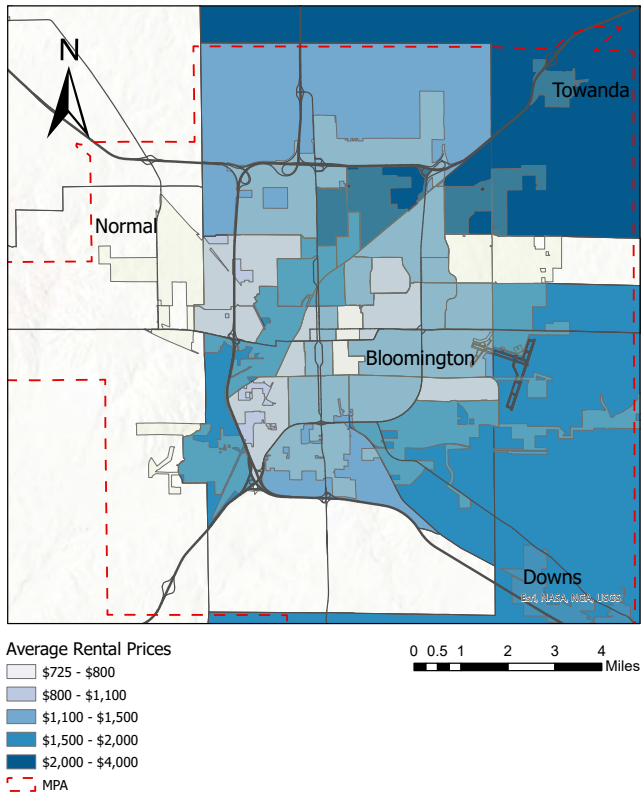 N
Towanda
Normal
Bloomington
Downs
Esri, NASA, NGA, USGS
Average Rental Prices
$725 - $800
$800 - $1,100
$1,100 - $1,500
$1,500 - $2,000
$2,000 - $4,000
MPA
0 0.5 1 2 3 4
Miles